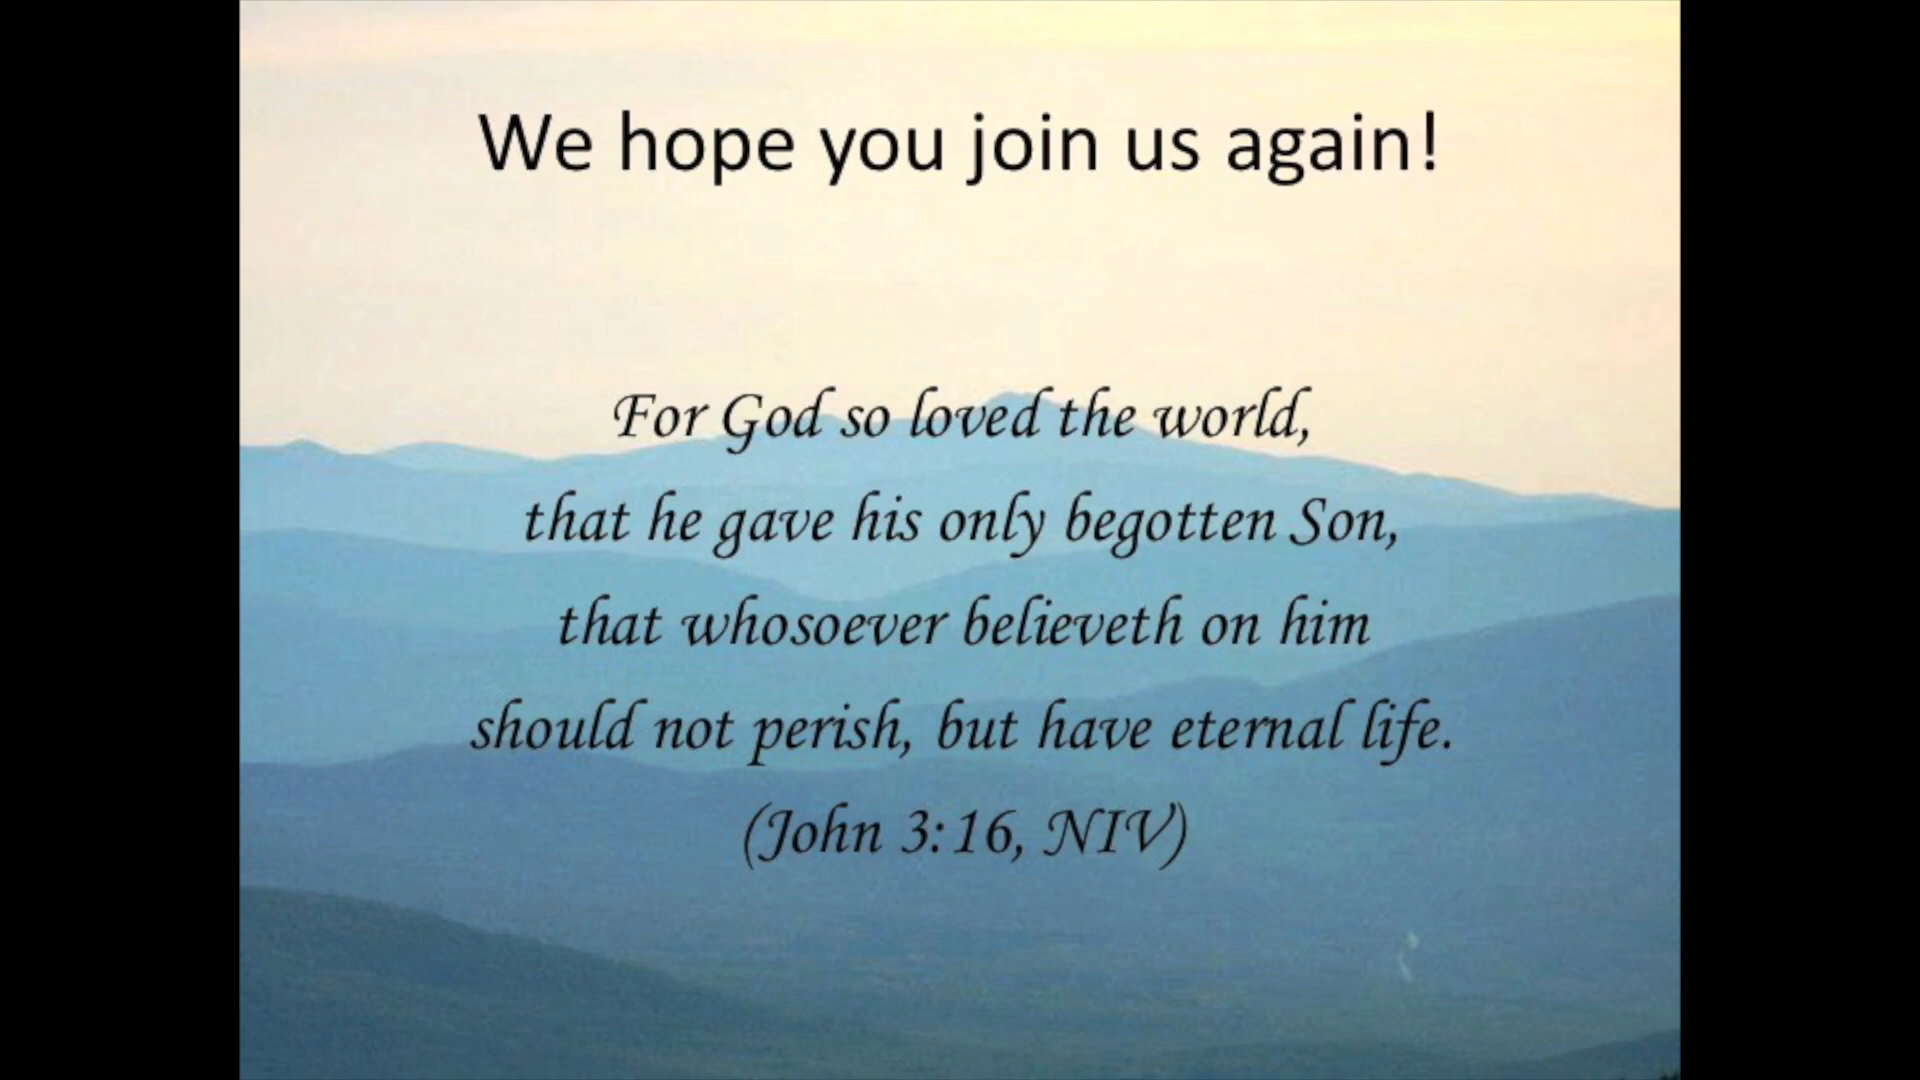 We hope you join us again!
For God so loved the world,
that he gave his only begotten Son,
that whosoever believeth on him
should not perish, but have eternal life.
(John 3:16, NIV)